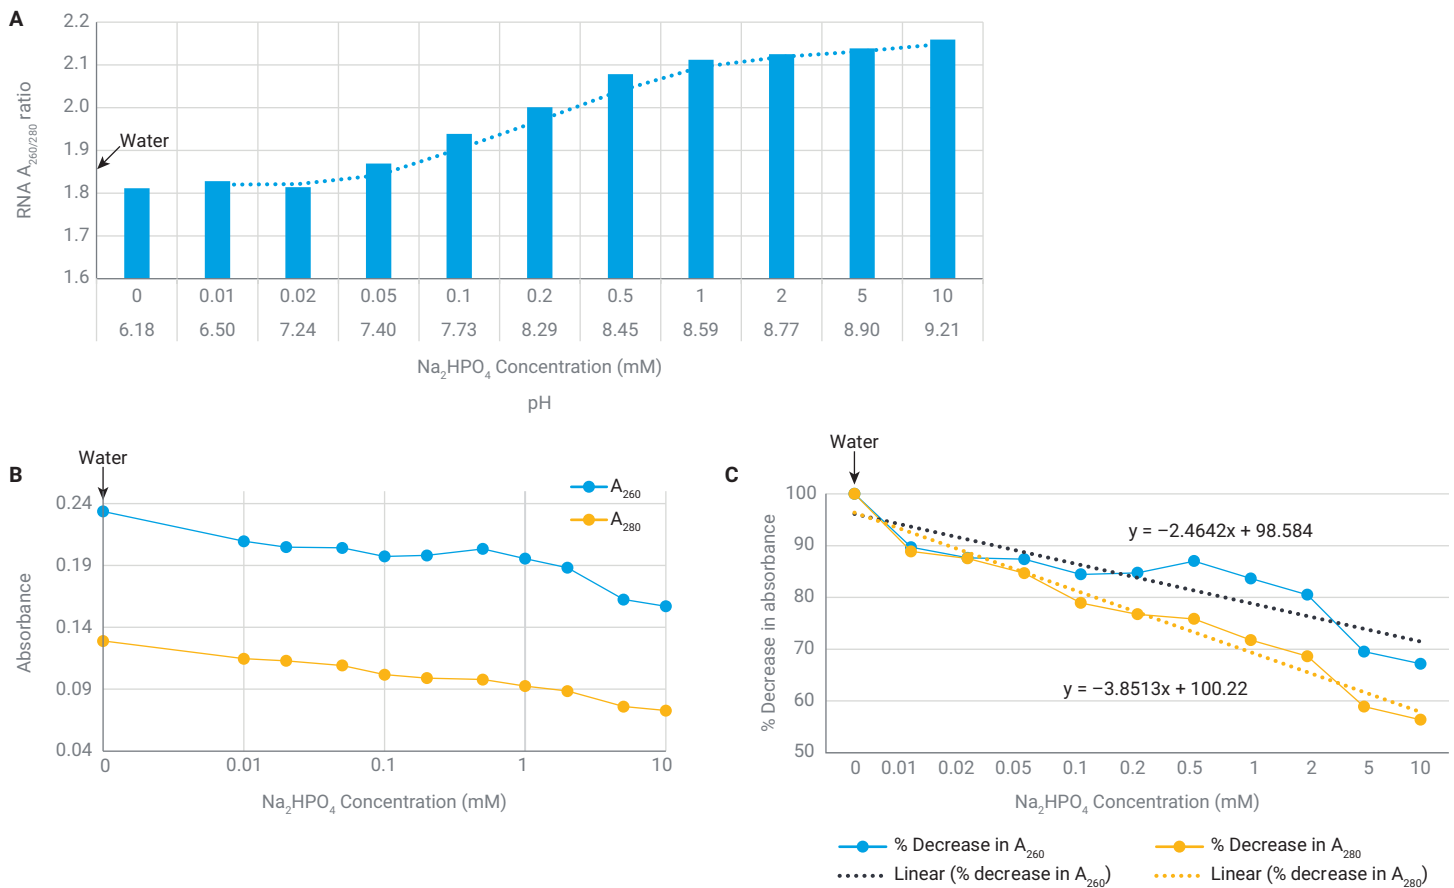 A
2.2
2.1
2.0
1.9
1.8
1.7
1.6
RNA A260/280 ratio
Water
0 0.01 0.02 0.05 0.1 0.2 0.5 1 2 5 10
6.18 6.50 7.24 7.40 7.73 8.29 8.45 8.59 8.77 8.90 9.21
Na2HPO4 Concentration (mM)
pH
B
Water
A260
A280
0.24
0.19
0.14
0.09
0.04
Absorbance
0 0.01 0.1 1 10
Na2HPO4 Concentration (mM)
C
Water
100
90
80
70
60
50
% Decrease in absorbance
y = −2.4642x + 98.584
y = −3.8513x + 100.22
0 0.01 0.02 0.05 0.1 0.2 0.5 1 2 5 10
Na2HPO4 Concentration (mM)
% Decrease in A260 % Decrease in A280
Linear (% decrease in A260) Linear (% decrease in A280)